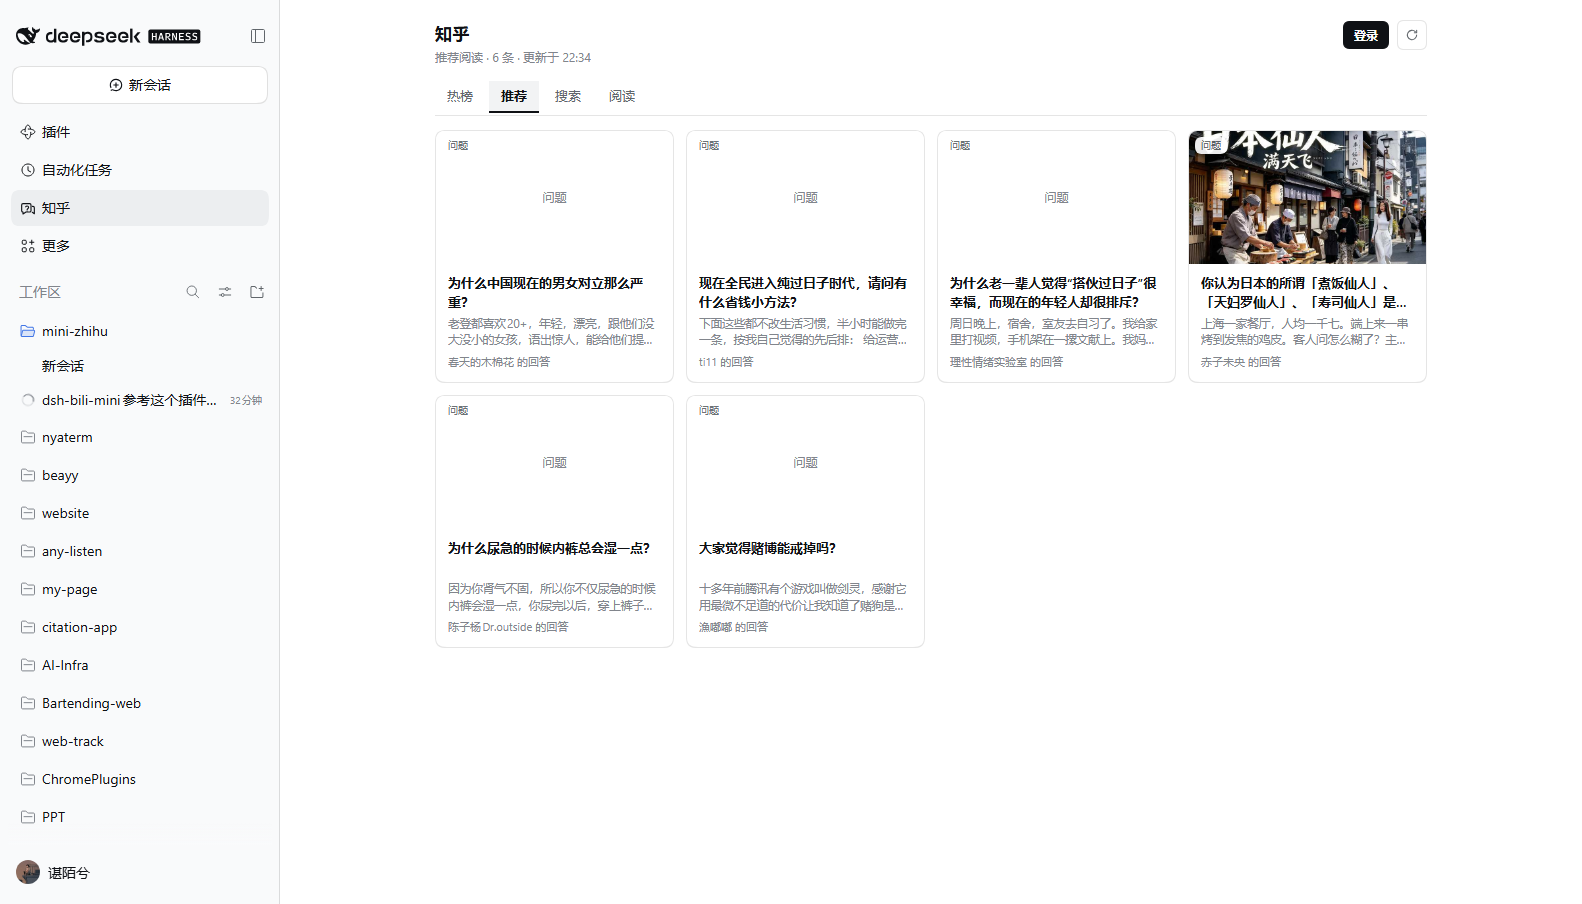 deepseek HARNESS
新会话
插件
自动化任务
知乎
更多
工作区
mini-zhihu
新会话
dsh-bili-mini 参考这个插件... 32分钟
nyaterm
beayy
website
any-listen
my-page
citation-app
AI-Infra
Bartending-web
web-track
ChromePlugins
PPT
谌陌兮
知乎
推荐阅读 · 6 条 · 更新于 22:34
登录
热榜
推荐
搜索
阅读
问题
问题
为什么中国现在的男女对立那么严
重？
老登都喜欢20+，年轻，漂亮，跟他们没
大没小的女孩，语出惊人，能给他们提...
春天的木棉花 的回答
问题
问题
现在全民进入纯过日子时代，请问有
什么省钱小方法？
下面这些都不改生活习惯，半小时能做完
一条，按我自己觉得的先后排： 给运营...
ti11 的回答
问题
问题
为什么老一辈人觉得“搭伙过日子”很
幸福，而现在的年轻人却很排斥？
周日晚上，宿舍，室友去自习了。我给家
里打视频，手机架在一摞文献上。我妈...
理性情绪实验室 的回答
问题
日本仙人
满天飞
你认为日本的所谓「煮饭仙人」、
「天妇罗仙人」、「寿司仙人」是...
上海一家餐厅，人均一千七。端上来一串
烤到发焦的鸡皮。客人问怎么糊了？主...
赤子未央 的回答
问题
问题
为什么尿急的时候内裤总会湿一点？
因为你肾气不固，所以你不仅尿急的时候
内裤会湿一点，你尿完以后，穿上裤子...
陈子杨 Dr.outside 的回答
问题
问题
大家觉得赌博能戒掉吗？
十多年前腾讯有个游戏叫做剑灵，感谢它
用最微不足道的代价让我知道了赌狗是...
渔嘟嘟 的回答